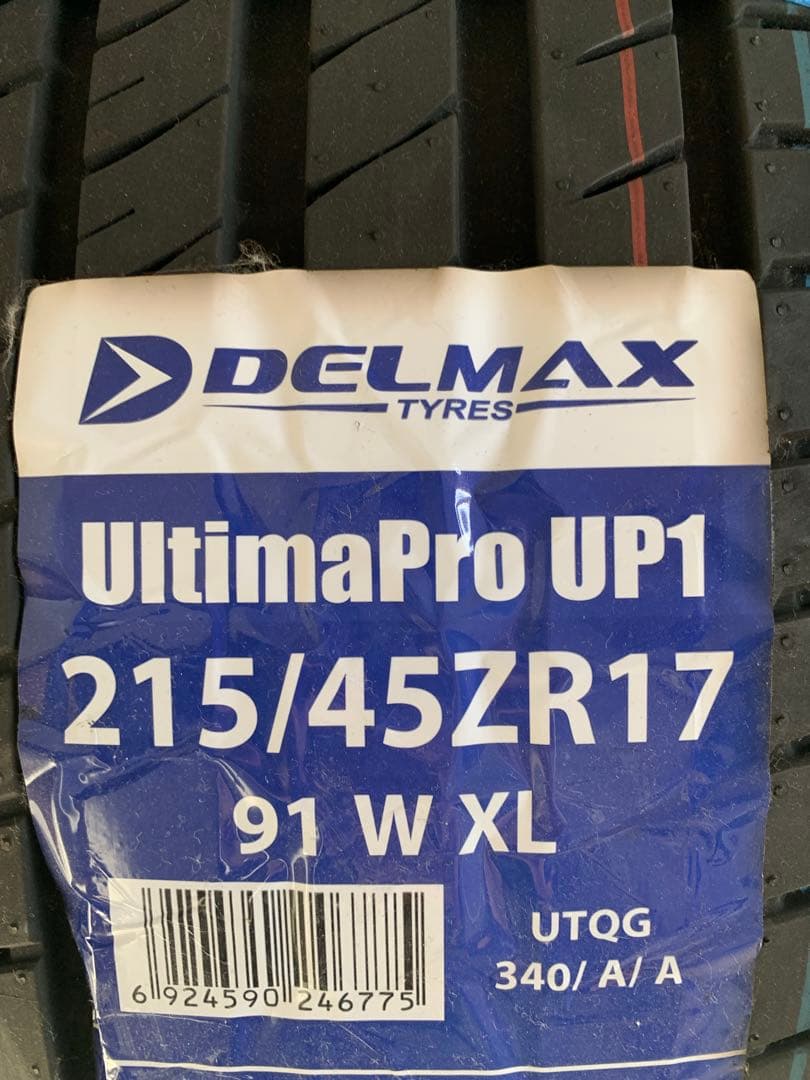 DELMAX
TYRES
UltimaPro UP1
215/45ZR17
91 W XL
UTQG
340/ A/ A
6 924590 246775